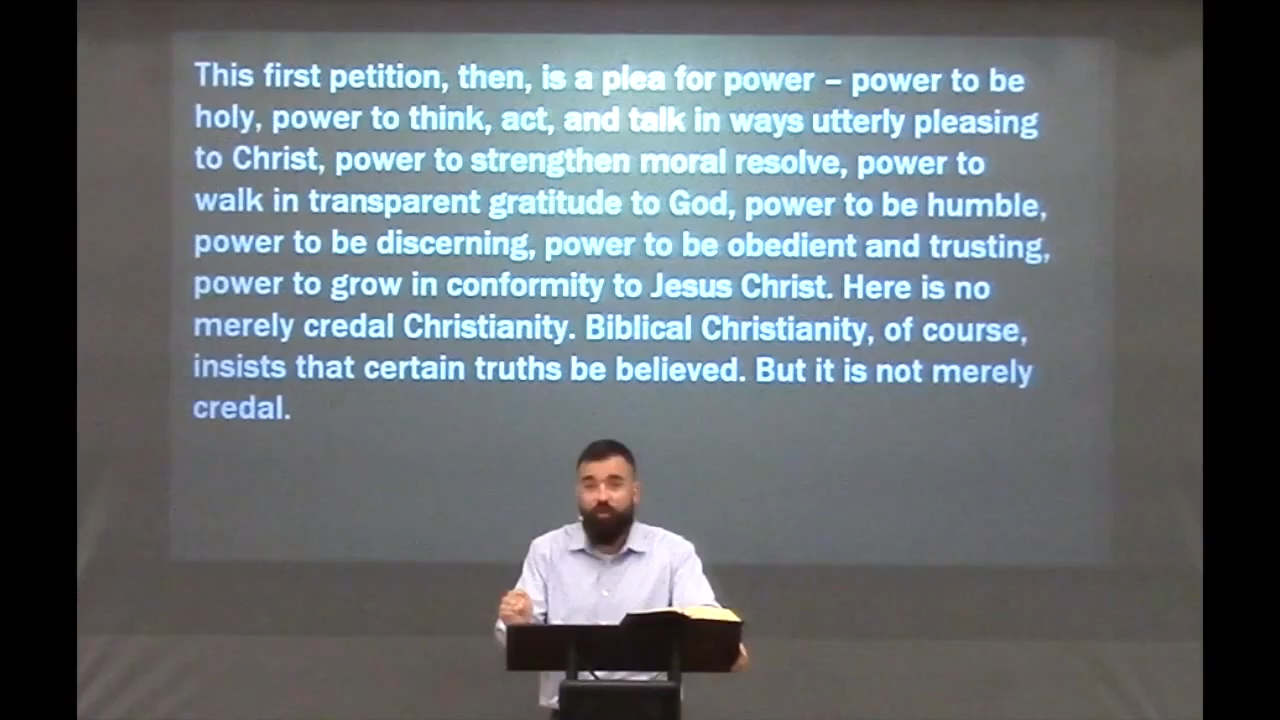 This first petition, then, is a plea for power – power to be
holy, power to think, act, and talk in ways utterly pleasing
to Christ, power to strengthen moral resolve, power to
walk in transparent gratitude to God, power to be humble,
power to be discerning, power to be obedient and trusting,
power to grow in conformity to Jesus Christ. Here is no
merely credal Christianity. Biblical Christianity, of course,
insists that certain truths be believed. But it is not merely
credal.